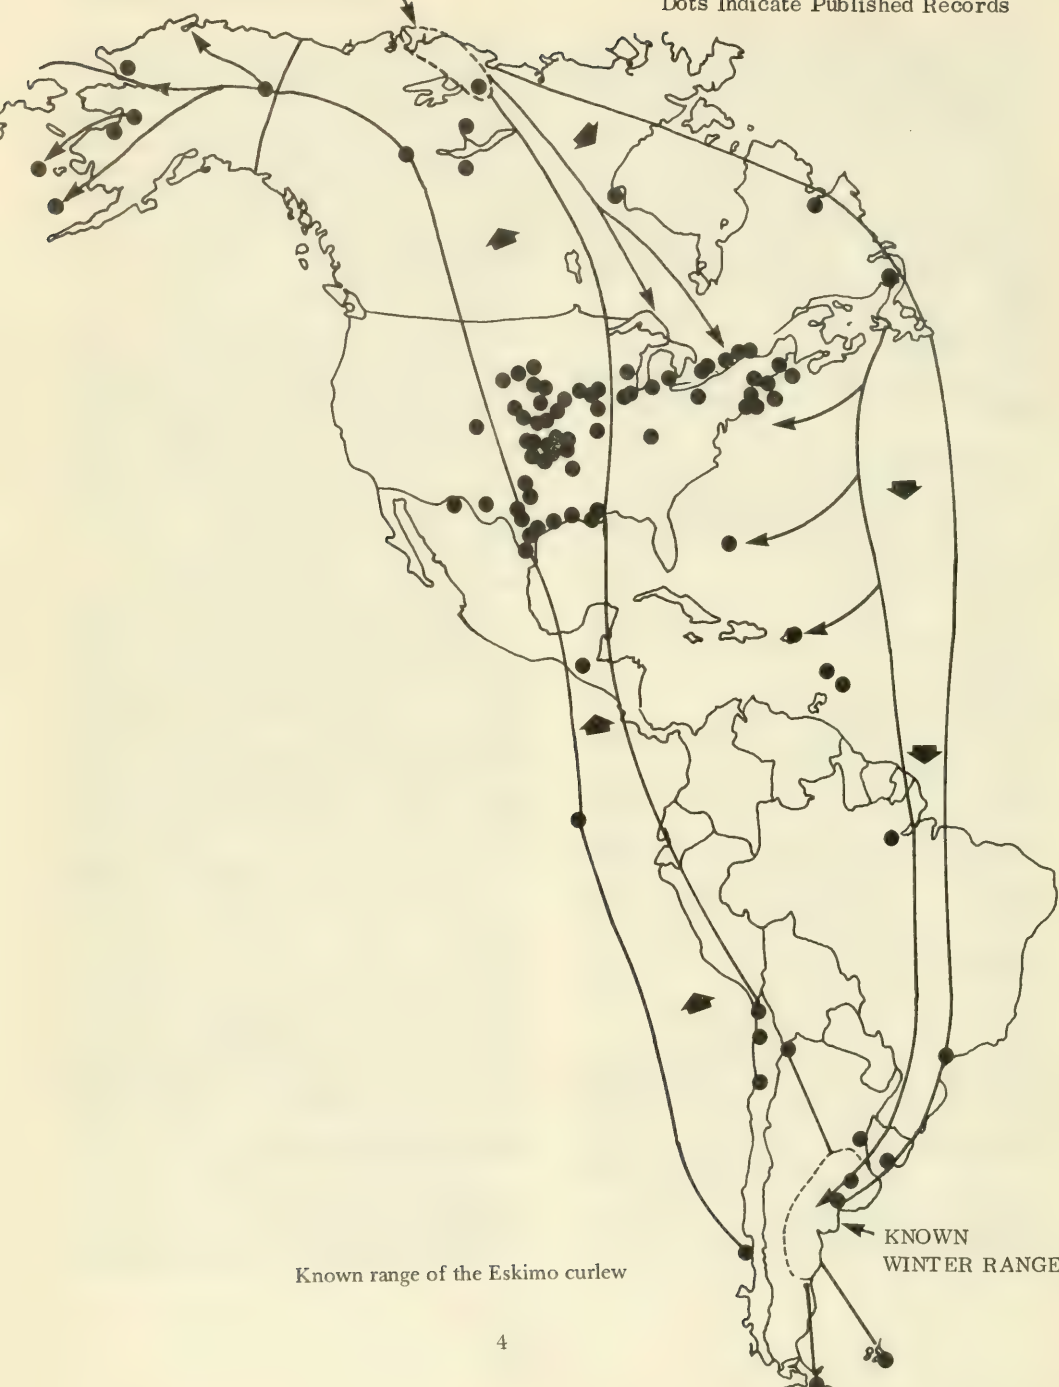 Dots Indicate Published Records
KNOWN
WINTER RANGE
Known range of the Eskimo curlew
4